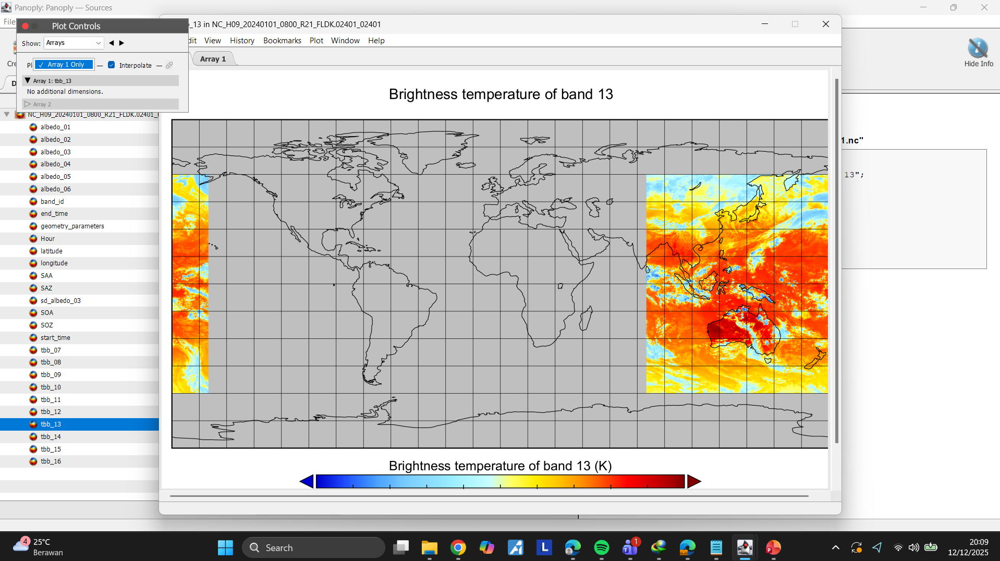 Panoply: Panoply — Sources
File
Plot Controls
Show:
Arrays
Array 1 Only
Interpolate
Array 1: tbb_13
No additional dimensions.
Array 2
_13 in NC_H09_20240101_0800_R21_FLDK.02401_02401
dit
View
History
Bookmarks
Plot
Window
Help
Array 1
Cre
D
Hide Info
NC_H09_20240101_0800_R21_FLDK.02401_0
albedo_01
albedo_02
albedo_03
albedo_04
albedo_05
albedo_06
band_id
end_time
geometry_parameters
Hour
latitude
longitude
SAA
SAZ
sd_albedo_03
SOA
SOZ
start_time
tbb_07
tbb_08
tbb_09
tbb_10
tbb_11
tbb_12
tbb_13
tbb_14
tbb_15
tbb_16
Brightness temperature of band 13
Brightness temperature of band 13 (K)
1.nc"
13";
4
25°C
Berawan
Search
L
1
T
P
20:09
12/12/2025